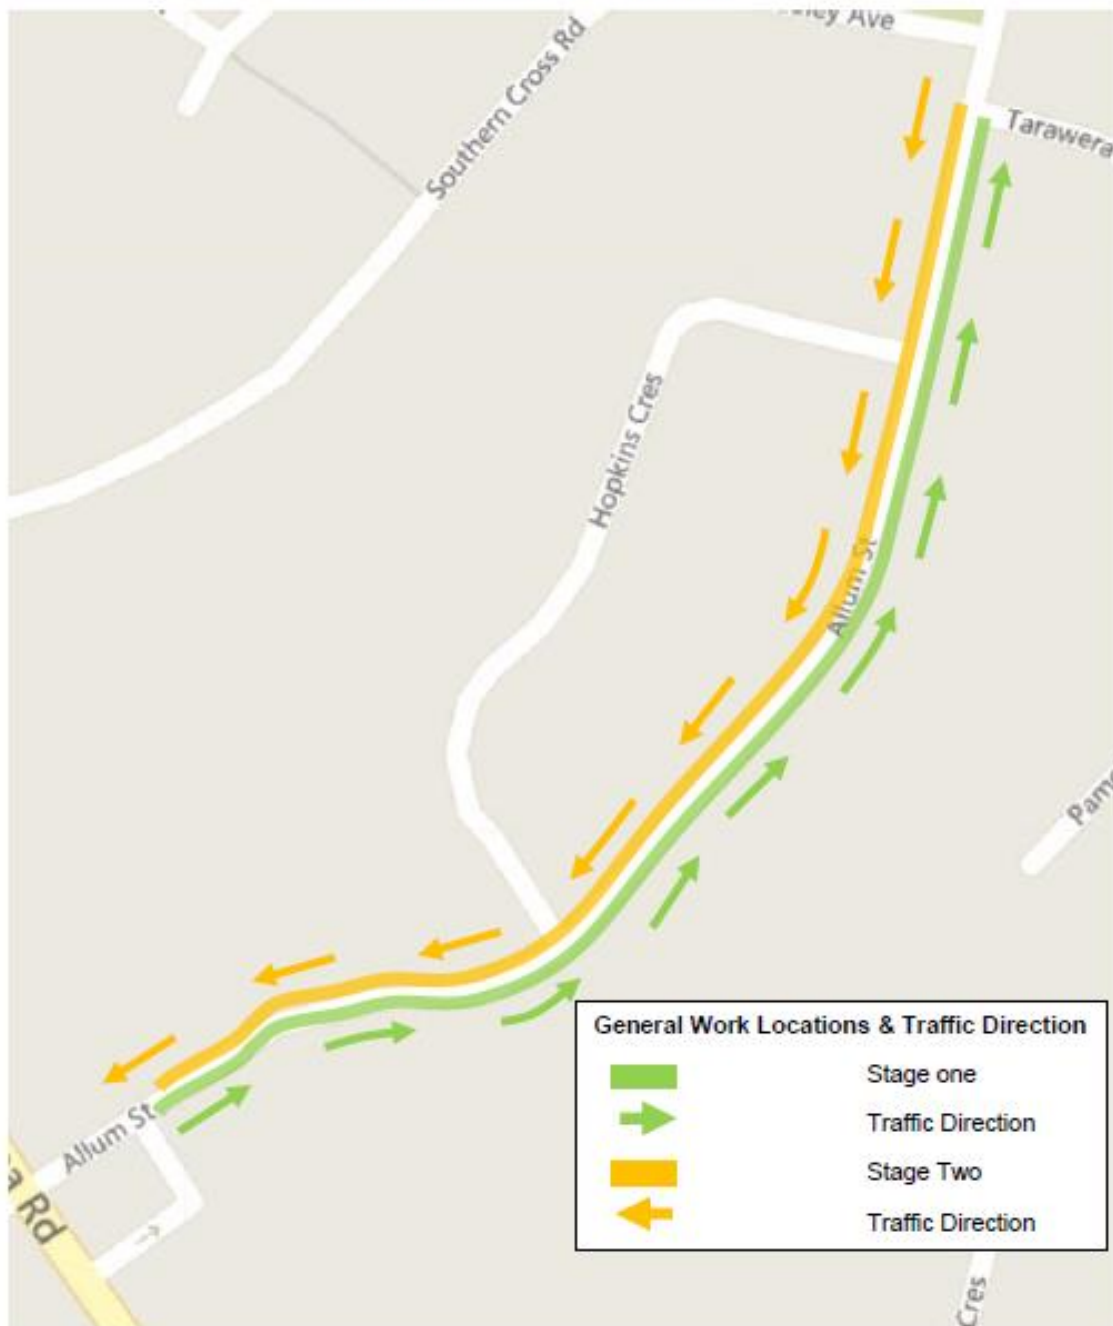 Ave
Southern Cross Rd
Tarawera
Hopkins Cres
Allum St
General Work Locations & Traffic Direction
Stage one
Traffic Direction
Stage Two
Traffic Direction
Allum St
Rd
Cres